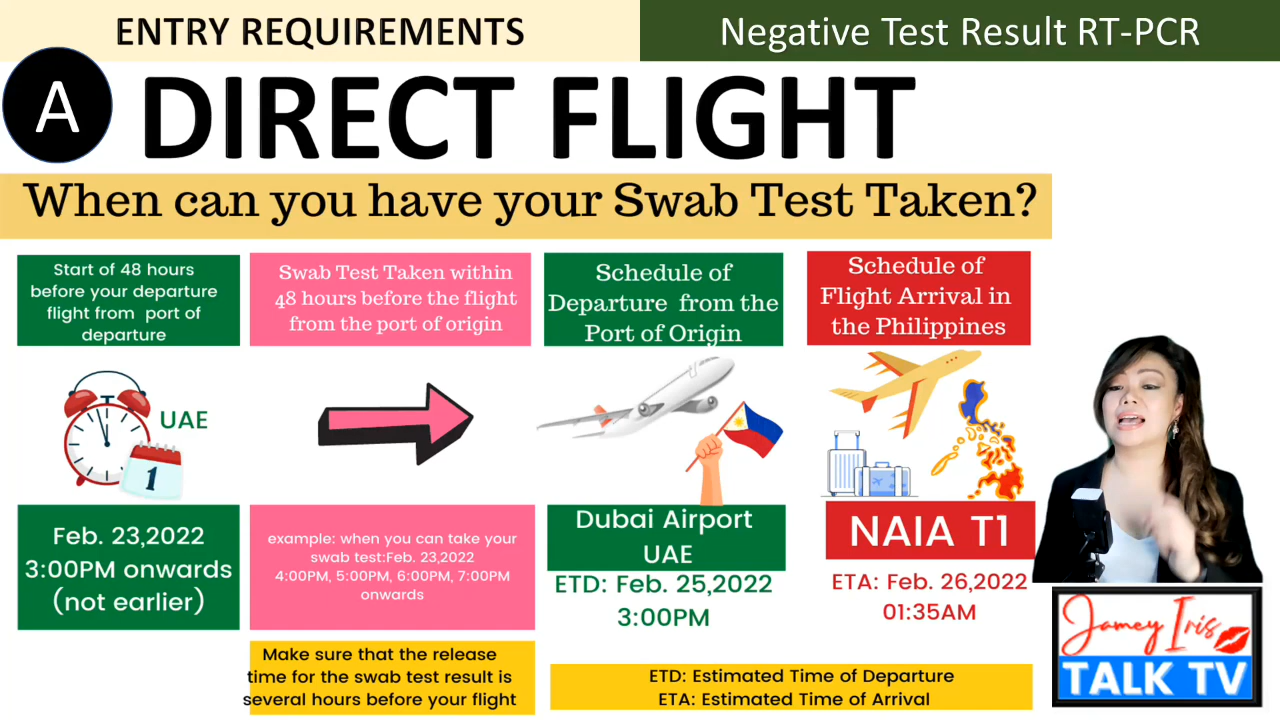 ENTRY REQUIREMENTS
Negative Test Result RT-PCR
A
DIRECT FLIGHT
When can you have your Swab Test Taken?
Start of 48 hours
before your departure
flight from port of
departure
Swab Test Taken within
48 hours before the flight
from the port of origin
Schedule of
Departure from the
Port of Origin
Schedule of
Flight Arrival in
the Philippines
UAE
1
Feb. 23,2022
3:00PM onwards
(not earlier)
example: when you can take your
swab test:Feb. 23,2022
4:00PM, 5:00PM, 6:00PM, 7:00PM
onwards
Dubai Airport
UAE
ETD: Feb. 25,2022
3:00PM
NAIA T1
ETA: Feb. 26,2022
01:35AM
Make sure that the release
time for the swab test result is
several hours before your flight
ETD: Estimated Time of Departure
ETA: Estimated Time of Arrival
Jamey Iris
TALK TV